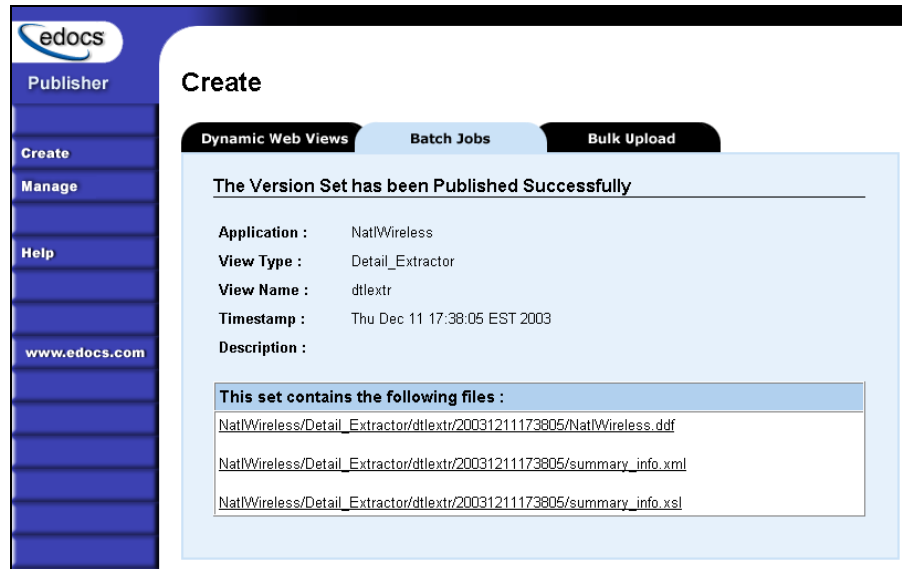 edocs
Publisher
Create
Manage
Help
www.edocs.com
Create
Dynamic Web Views
Batch Jobs
Bulk Upload
The Version Set has been Published Successfully
Application : NatlWireless
View Type : Detail_Extractor
View Name : dtlextr
Timestamp : Thu Dec 11 17:38:05 EST 2003
Description :
This set contains the following files :
NatlWireless/Detail_Extractor/dtlextr/20031211173805/NatlWireless.ddf
NatlWireless/Detail_Extractor/dtlextr/20031211173805/summary_info.xml
NatlWireless/Detail_Extractor/dtlextr/20031211173805/summary_info.xsl